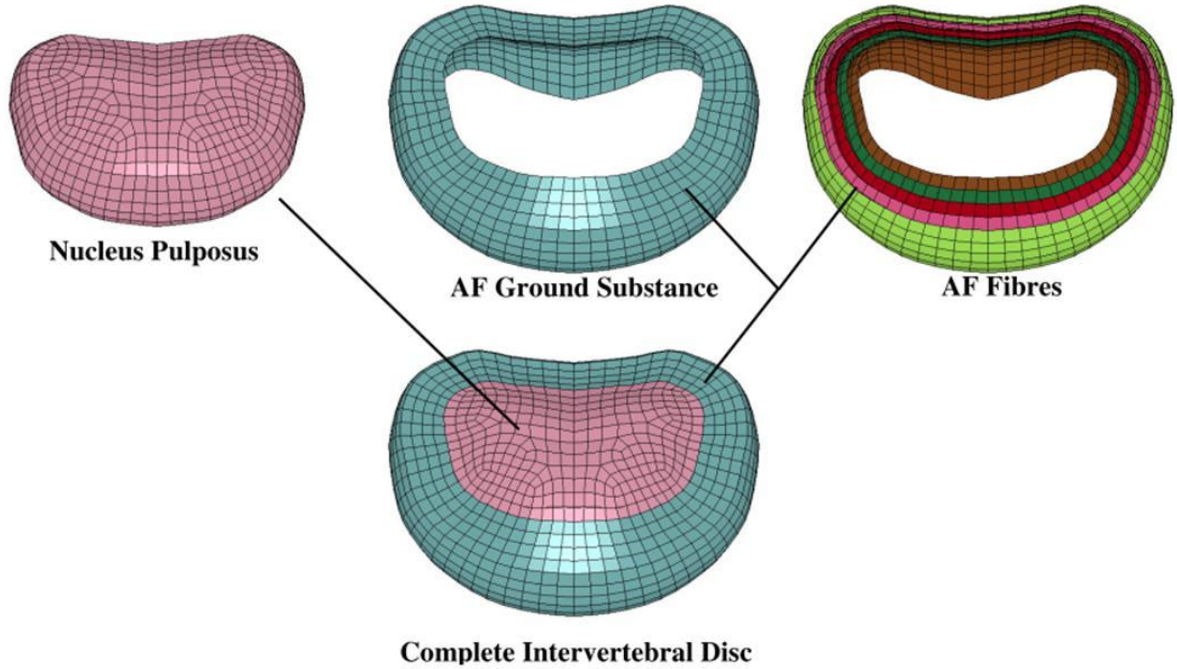 Nucleus Pulposus
AF Ground Substance
AF Fibres
Complete Intervertebral Disc